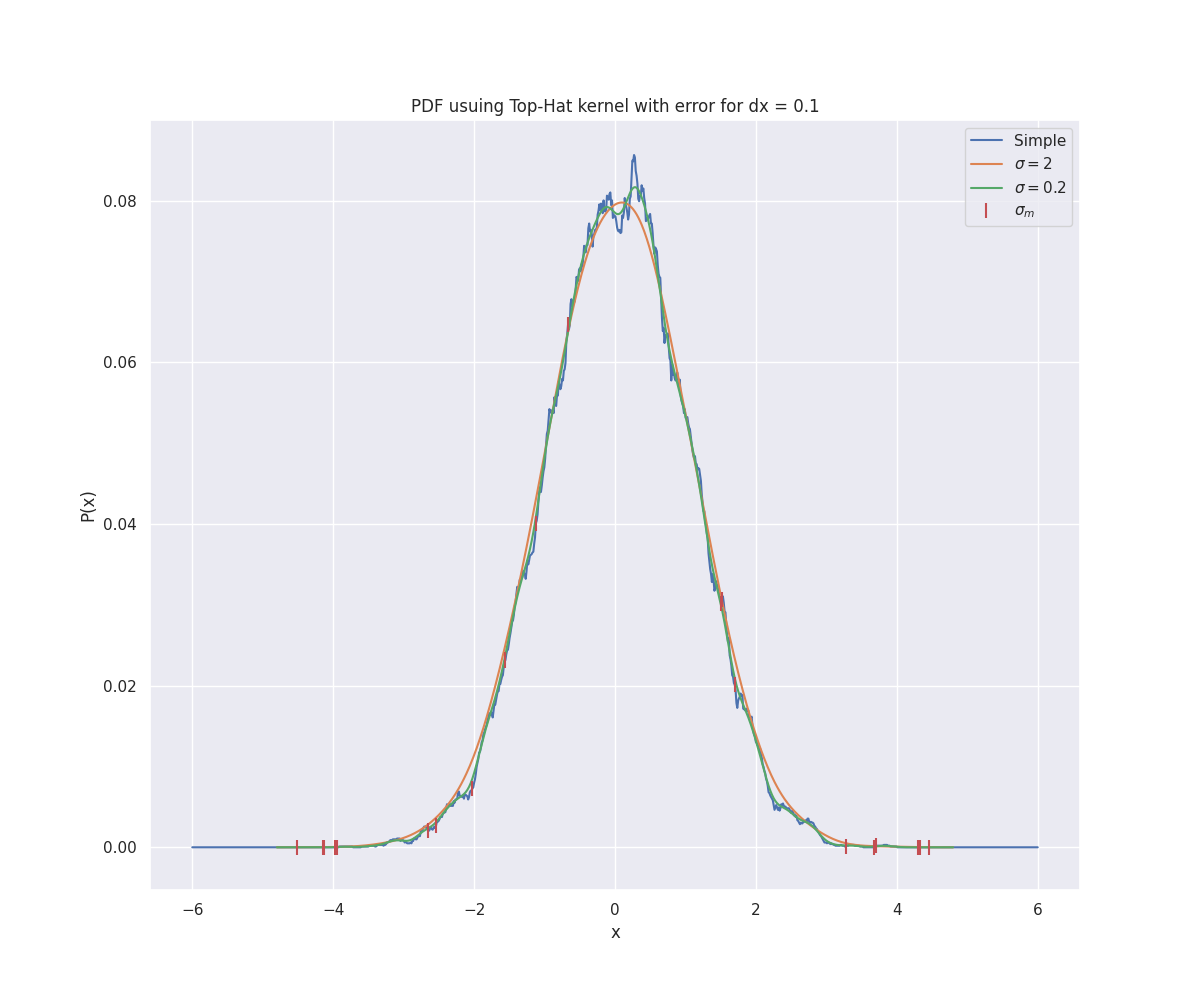 PDF usuing Top-Hat kernel with error for dx = 0.1
Simple
σ = 2
σ = 0.2
σₘ
P(x)
0.08
0.06
0.04
0.02
0.00
−6 −4 −2 0 2 4 6
x